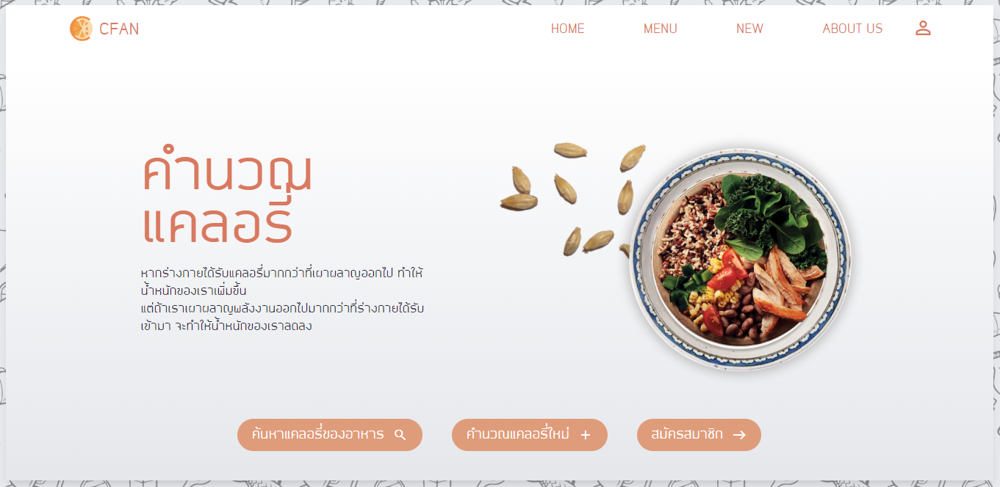 CFAN
HOME
MENU
NEW
ABOUT US
คำนวณ
แคลอรี่
หากร่างกายได้รับแคลอรี่มากกว่าที่เผาผลาญออกไป ทำให้
น้ำหนักของเราเพิ่มขึ้น
แต่ถ้าเราเผาผลาญพลังงานออกไปมากกว่าที่ร่างกายได้รับ
เข้ามา จะทำให้น้ำหนักของเราลดลง
ค้นหาแคลอรี่ของอาหาร
คำนวณแคลอรี่ใหม่
สมัครสมาชิก